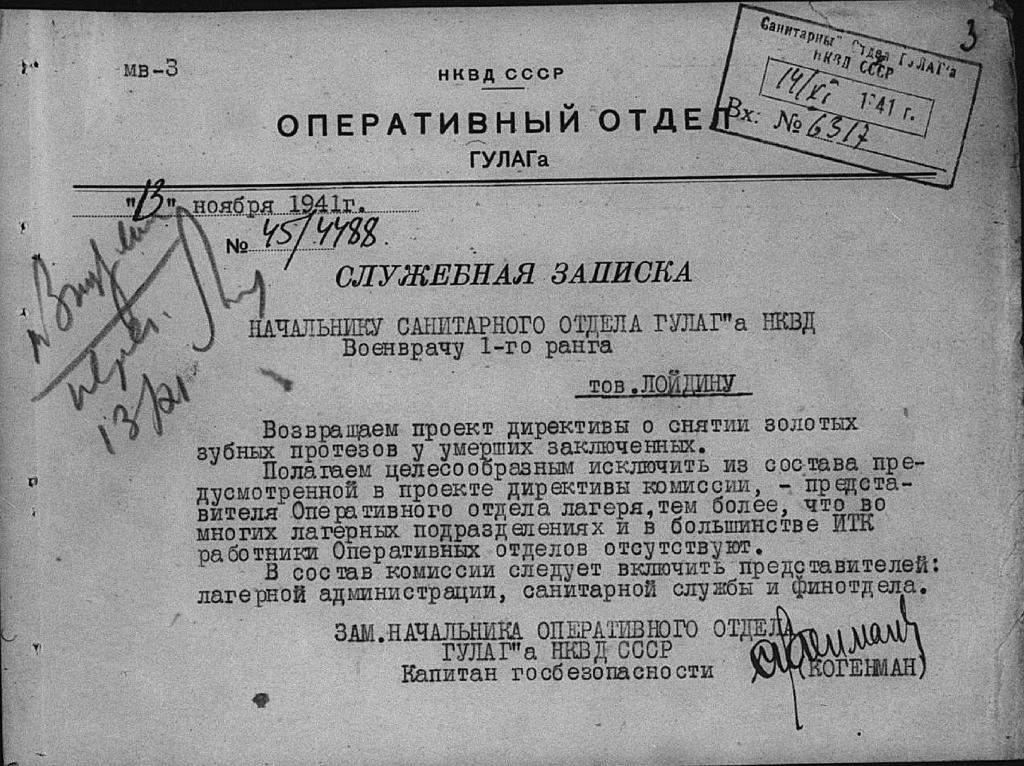 3
Санитарны" Отдел ГУЛАГ'а
НКВД СССР
14/XI 1941 г.
Вх: № 6317
мв-3
НКВД СССР
ОПЕРАТИВНЫЙ ОТДЕЛ
ГУЛАГа
"13" ноября 1941г.
№ 45/4488
13/XI
СЛУЖЕБНАЯ ЗАПИСКА
НАЧАЛЬНИКУ САНИТАРНОГО ОТДЕЛА ГУЛАГ"а НКВД
Военврачу 1-го ранга
тов.ЛОЙДИНУ
Возвращаем проект директивы о снятии золотых
зубных протезов у умерших заключенных.
Полагаем целесообразным исключить из состава пре-
дусмотренной в проекте директивы комиссии, - предста-
вителя Оперативного отдела лагеря,тем более, что во
многих лагерных подразделениях и в большинстве ИТК
работники Оперативных отделов отсутствуют.
В состав комиссии следует включить представителей:
лагерной администрации, санитарной службы и финотдела.
ЗАМ.НАЧАЛЬНИКА ОПЕРАТИВНОГО ОТДЕЛА
ГУЛАГ"а НКВД СССР
Капитан госбезопасности (КОГЕНМАН)